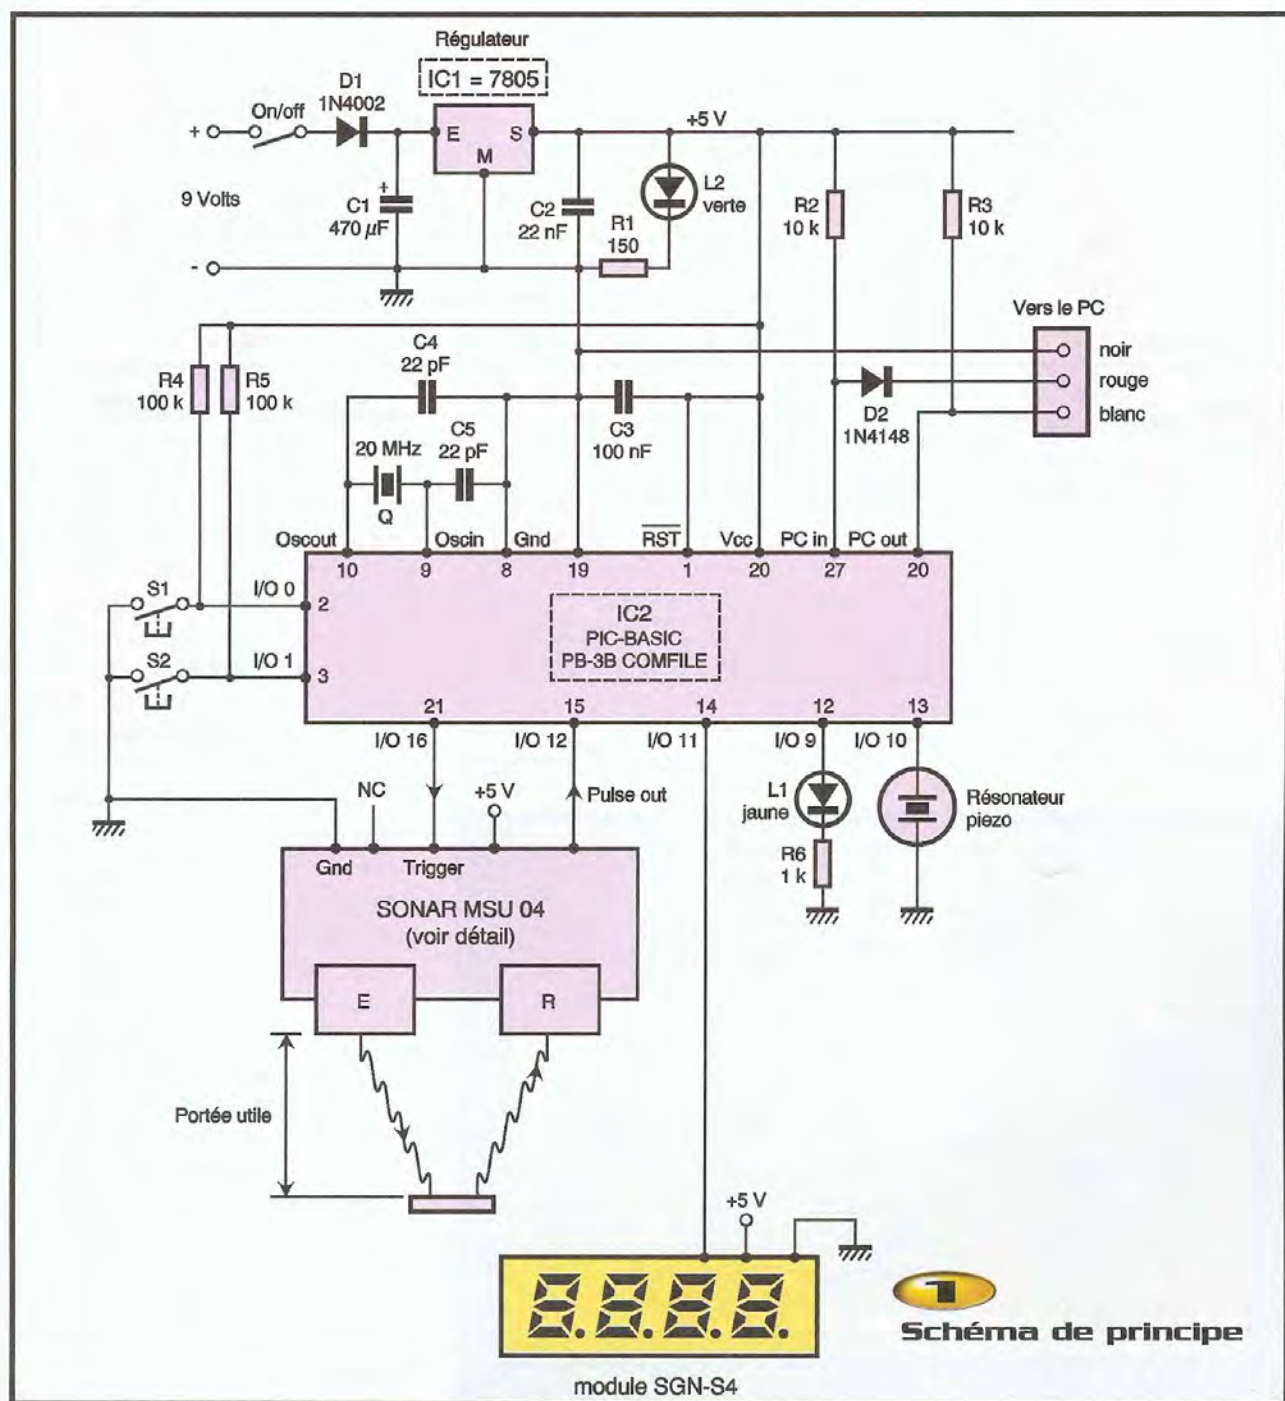 Régulateur
IC1 = 7805
D1
1N4002
On/off
+
E
S
M
+5 V
9 Volts
-
+
C1
470 µF
C2
22 nF
R1
150
L2
verte
R2
10 k
R3
10 k
Vers le PC
noir
rouge
blanc
D2
1N4148
R4
100 k
R5
100 k
C4
22 pF
C5
22 pF
20 MHz
Q
C3
100 nF
Oscout
Oscin
Gnd
RST
Vcc
PC in
PC out
10
9
8
19
1
20
27
20
S1
I/O 0
2
S2
I/O 1
3
IC2
PIC-BASIC
PB-3B COMFILE
21
15
14
12
13
I/O 16
I/O 12
I/O 11
I/O 9
I/O 10
NC
+5 V
Pulse out
L1
jaune
R6
1 k
Résonateur
piezo
Gnd
Trigger
SONAR MSU 04
(voir détail)
E
R
Portée utile
+5 V
8.8.8.8.
module SGN-S4
1
Schéma de principe